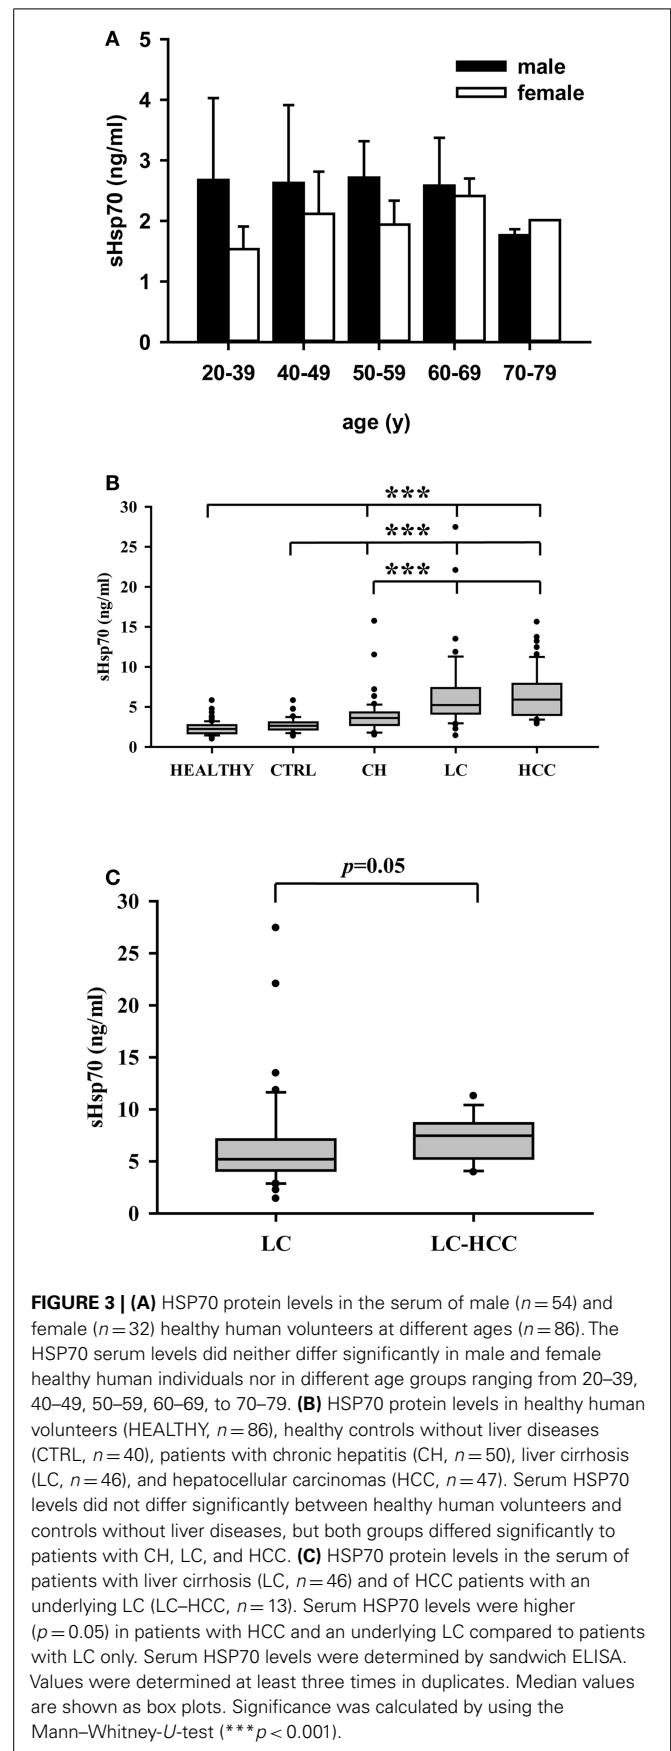 A
5
4
3
2
1
0
sHsp70 (ng/ml)
male
female
20-39 40-49 50-59 60-69 70-79
age (y)
B
***
***
***
30
25
20
15
10
5
0
sHsp70 (ng/ml)
HEALTHY CTRL CH LC HCC
C
p=0.05
30
25
20
15
10
5
0
sHsp70 (ng/ml)
LC LC-HCC
FIGURE 3 | (A) HSP70 protein levels in the serum of male (n = 54) and
female (n = 32) healthy human volunteers at different ages (n = 86). The
HSP70 serum levels did neither differ significantly in male and female
healthy human individuals nor in different age groups ranging from 20–39,
40–49, 50–59, 60–69, to 70–79. (B) HSP70 protein levels in healthy human
volunteers (HEALTHY, n = 86), healthy controls without liver diseases
(CTRL, n = 40), patients with chronic hepatitis (CH, n = 50), liver cirrhosis
(LC, n = 46), and hepatocellular carcinomas (HCC, n = 47). Serum HSP70
levels did not differ significantly between healthy human volunteers and
controls without liver diseases, but both groups differed significantly to
patients with CH, LC, and HCC. (C) HSP70 protein levels in the serum of
patients with liver cirrhosis (LC, n = 46) and of HCC patients with an
underlying LC (LC–HCC, n = 13). Serum HSP70 levels were higher
(p = 0.05) in patients with HCC and an underlying LC compared to patients
with LC only. Serum HSP70 levels were determined by sandwich ELISA.
Values were determined at least three times in duplicates. Median values
are shown as box plots. Significance was calculated by using the
Mann–Whitney-U-test (***p < 0.001).